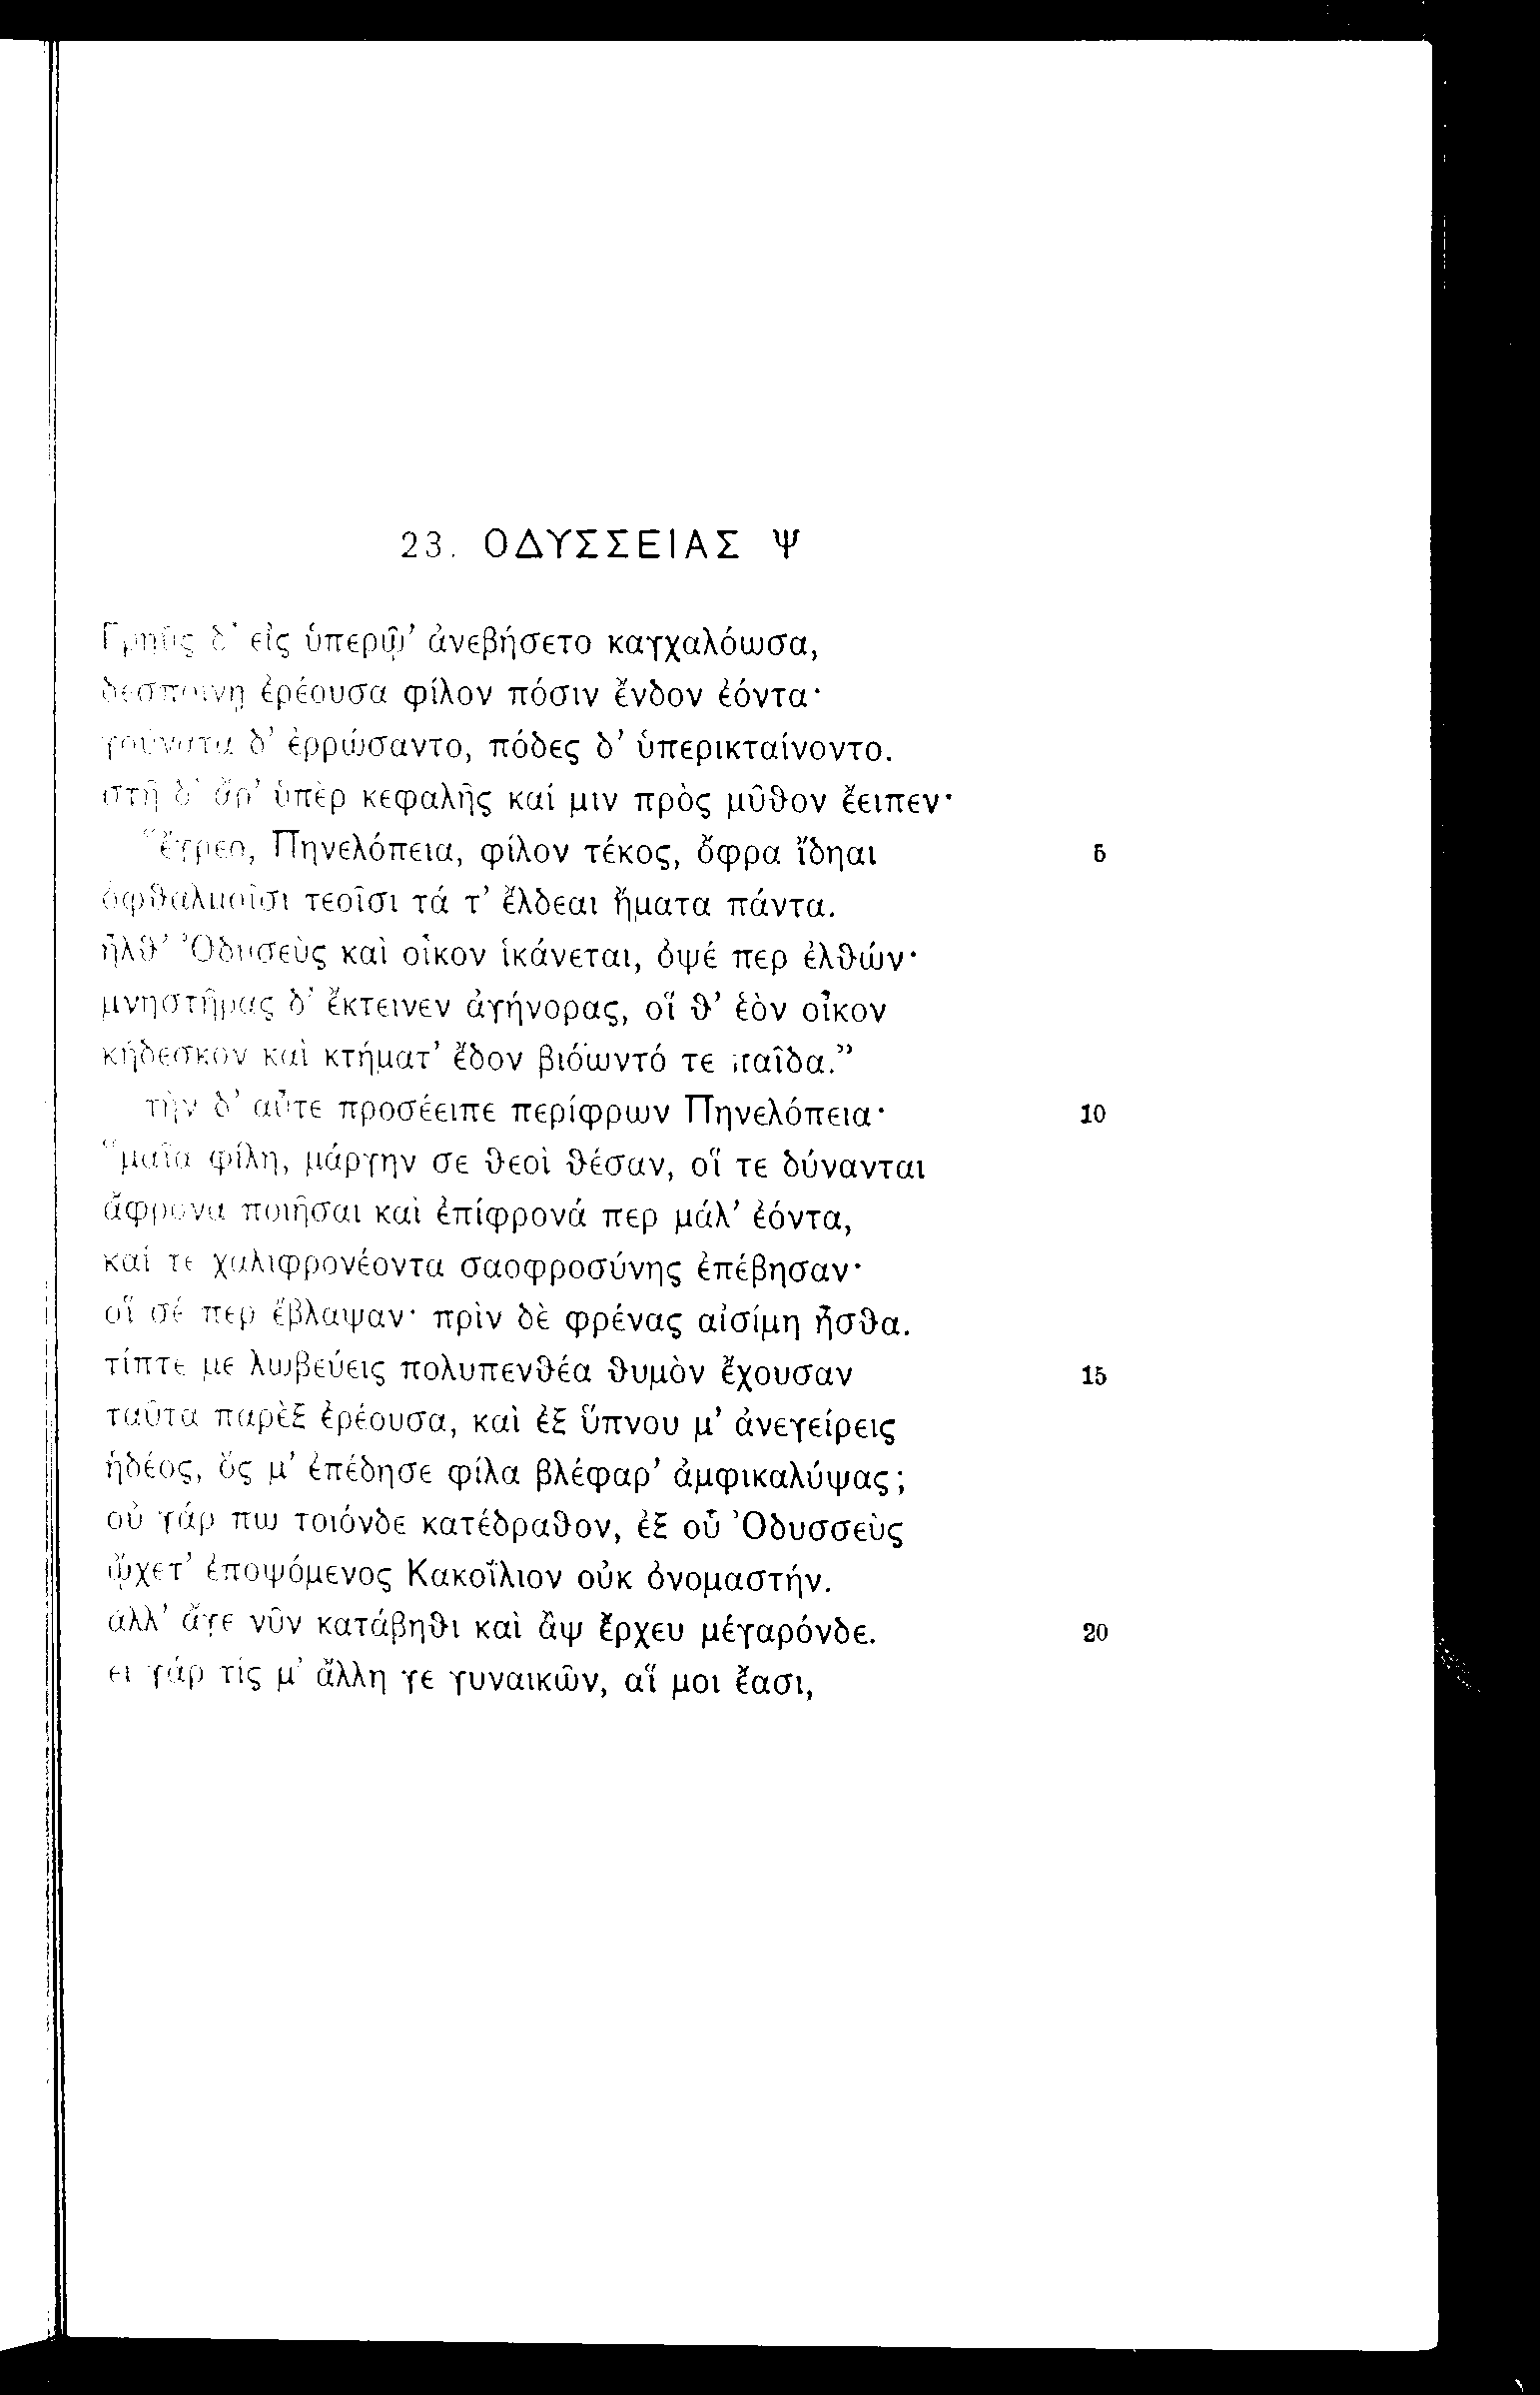 23. ΟΔΥΣΣΕΙΑΣ Ψ
Γρηῢς δ’ εἰς ὑπερῷ’ ἀνεβήσετο καγχαλόωσα,
δεσποίνῃ ἐρέουσα φίλον πόσιν ἔνδον ἐόντα·
γούνατα δ’ ἐρρώσαντο, πόδες δ’ ὑπερικταίνοντο.
στῆ δ’ ἄρ’ ὑπὲρ κεφαλῆς καί μιν πρὸς μῦθον ἔειπεν·
“ἔγρεο, Πηνελόπεια, φίλον τέκος, ὄφρα ἴδηαι 5
ὀφθαλμοῖσι τεοῖσι τά τ’ ἔλδεαι ἤματα πάντα.
ἦλθ’ Ὀδυσεὺς καὶ οἶκον ἱκάνεται, ὀψέ περ ἐλθών·
μνηστῆρας δ’ ἔκτεινεν ἀγήνορας, οἵ θ’ ἑὸν οἶκον
κήδεσκον καὶ κτήματ’ ἔδον βιόωντό τε παῖδα.”
τὴν δ’ αὖτε προσέειπε περίφρων Πηνελόπεια· 10
“μαῖα φίλη, μάργην σε θεοὶ θέσαν, οἵ τε δύνανται
ἄφρονα ποιῆσαι καὶ ἐπίφρονά περ μάλ’ ἐόντα,
καί τε χαλιφρονέοντα σαοφροσύνης ἐπέβησαν·
οἵ σέ περ ἔβλαψαν· πρὶν δὲ φρένας αἰσίμη ἦσθα.
τίπτε με λωβεύεις πολυπενθέα θυμὸν ἔχουσαν 15
ταῦτα παρὲξ ἐρέουσα, καὶ ἐξ ὕπνου μ’ ἀνεγείρεις
ἡδέος, ὅς μ’ ἐπέδησε φίλα βλέφαρ’ ἀμφικαλύψας;
οὐ γάρ πω τοιόνδε κατέδραθον, ἐξ οὗ Ὀδυσσεὺς
ᾤχετ’ ἐποψόμενος Κακοΐλιον οὐκ ὀνομαστήν.
ἀλλ’ ἄγε νῦν κατάβηθι καὶ ἂψ ἔρχευ μέγαρόνδε. 20
εἰ γάρ τίς μ’ ἄλλη γε γυναικῶν, αἵ μοι ἔασι,